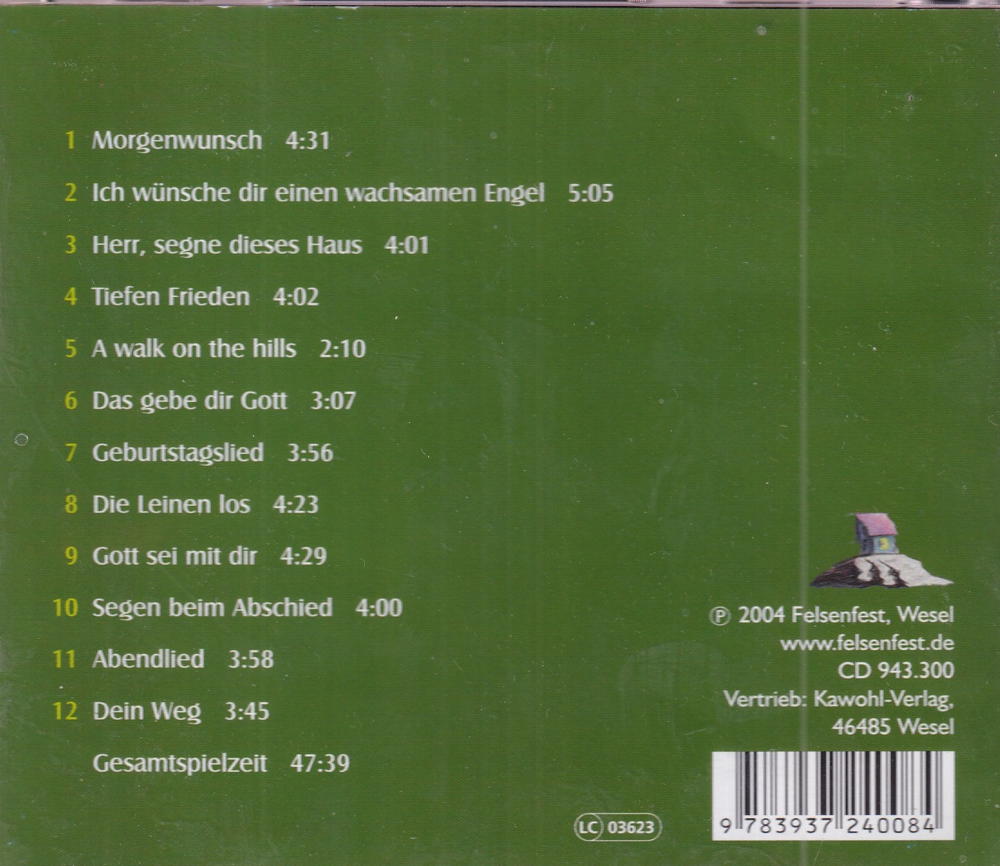 1 Morgenwunsch 4:31
2 Ich wünsche dir einen wachsamen Engel 5:05
3 Herr, segne dieses Haus 4:01
4 Tiefen Frieden 4:02
5 A walk on the hills 2:10
6 Das gebe dir Gott 3:07
7 Geburtstagslied 3:56
8 Die Leinen los 4:23
9 Gott sei mit dir 4:29
10 Segen beim Abschied 4:00
11 Abendlied 3:58
12 Dein Weg 3:45
Gesamtspielzeit 47:39
℗ 2004 Felsenfest, Wesel
www.felsenfest.de
CD 943.300
Vertrieb: Kawohl-Verlag,
46485 Wesel
LC 03623
9 783937 240084